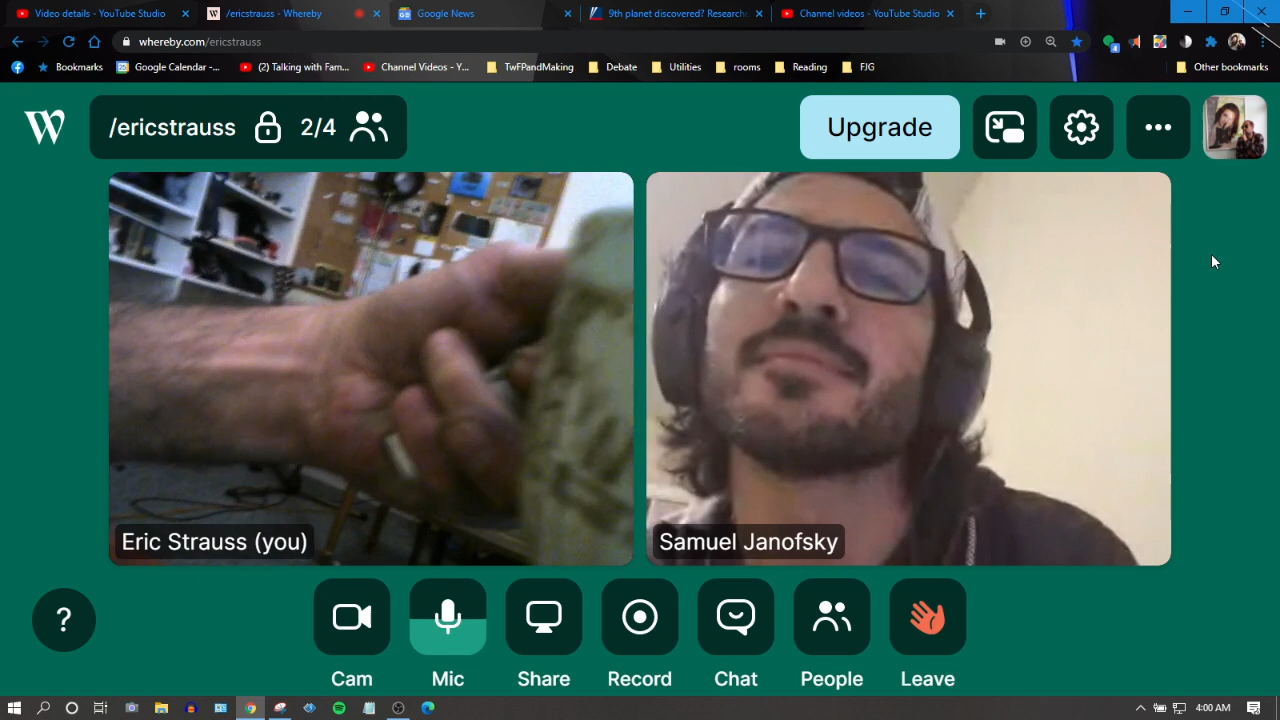 Video details - YouTube Studio
/ericstrauss - Whereby
Google News
9th planet discovered? Researche
Channel videos - YouTube Studio
whereby.com/ericstrauss
Bookmarks
Google Calendar -...
(2) Talking with Fam...
Channel Videos - Y...
TwFPandMaking
Debate
Utilities
rooms
Reading
FJG
Other bookmarks
W
/ericstrauss
2/4
Upgrade
Eric Strauss (you)
Samuel Janofsky
?
Cam
Mic
Share
Record
Chat
People
Leave
4:00 AM